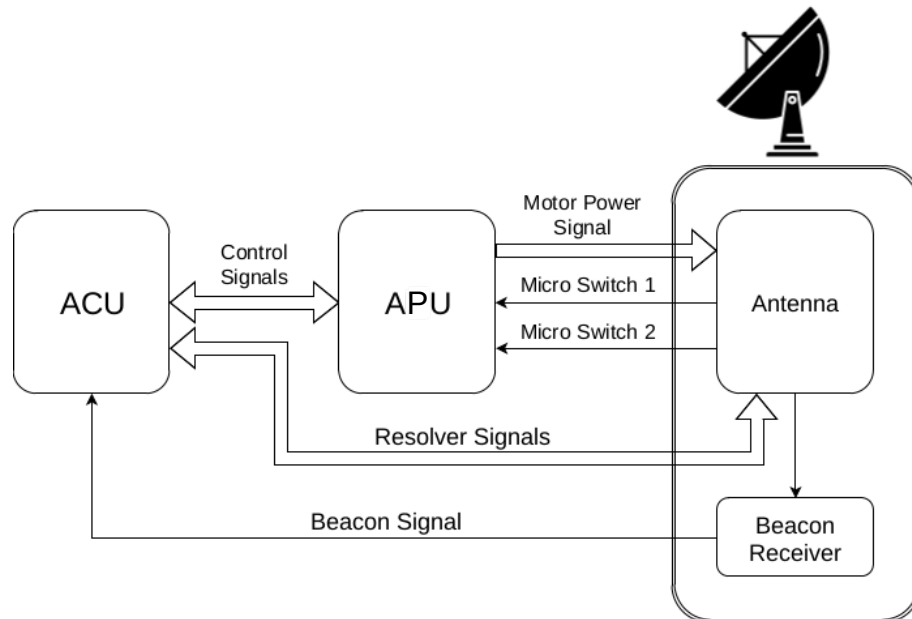 Motor Power
Signal
Control
Signals
ACU
APU
Micro Switch 1
Antenna
Micro Switch 2
Resolver Signals
Beacon Signal
Beacon
Receiver